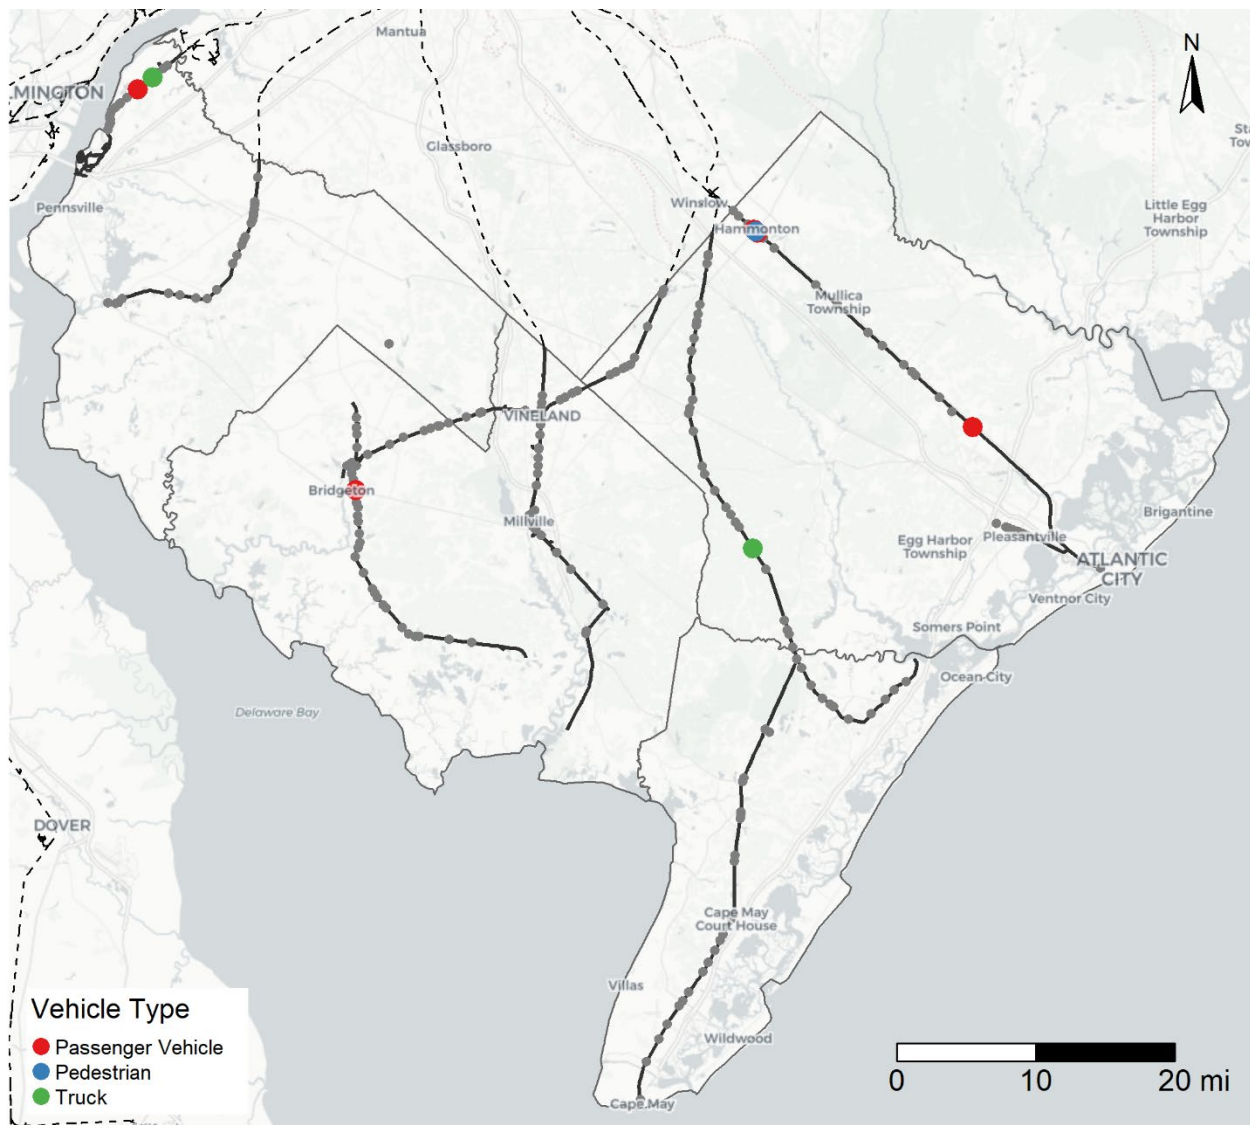 Mantua
N
LMINGTON
Glassboro
Winslow
Pennsville
Hammonton
Little Egg
Harbor
Township
Mullica
Township
VINELAND
Bridgeton
Millville
Brigantine
Egg Harbor
Township
Pleasantville
ATLANTIC
CITY
Ventnor City
Somers Point
Ocean City
Delaware Bay
DOVER
Cape May
Court House
Villas
Wildwood
Cape May
Vehicle Type
Passenger Vehicle
Pedestrian
Truck
0 10 20 mi